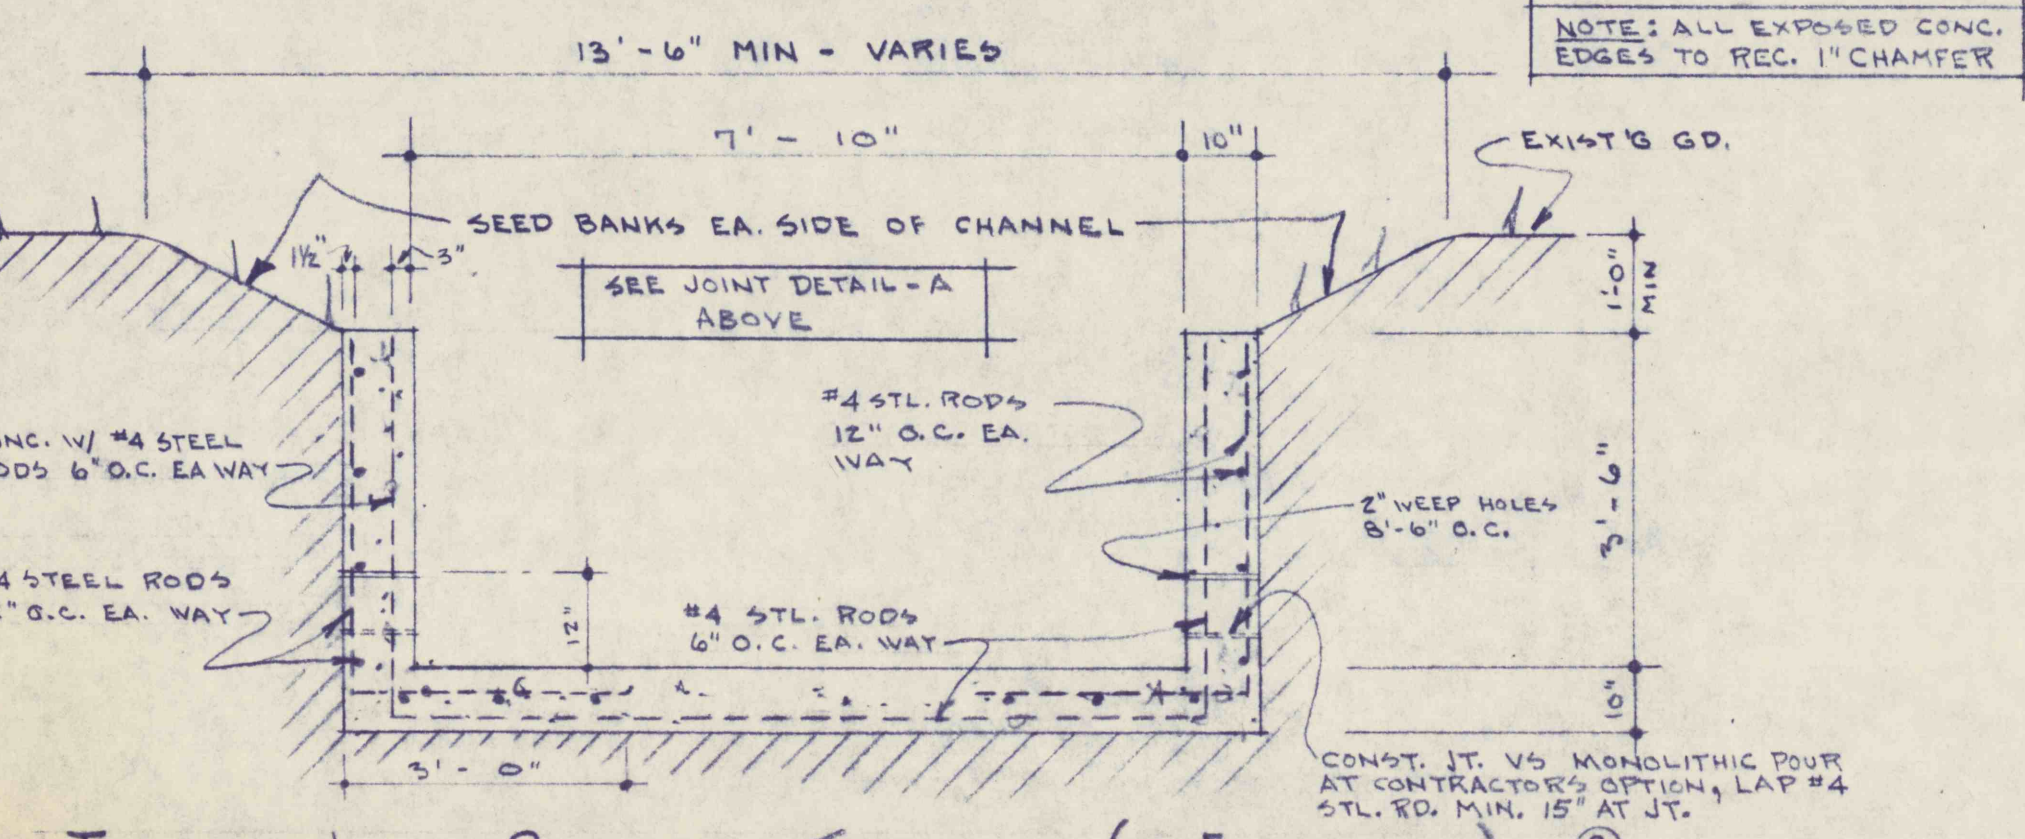 NOTE: ALL EXPOSED CONC.
EDGES TO REC. 1" CHAMFER
13'-6" MIN - VARIES
7' - 10"
10"
EXIST'G GD.
SEED BANKS EA. SIDE OF CHANNEL
1½"
3"
SEE JOINT DETAIL - A
ABOVE
1'-0"
MIN
#4 STL. RODS
12" O.C. EA.
WAY
NC. W/ #4 STEEL
ODS 6" O.C. EA WAY
2" WEEP HOLES
8'-6" O.C.
3'-6"
4 STEEL RODS
" O.C. EA. WAY
12"
#4 STL. RODS
6" O.C. EA. WAY
10"
3' - 0"
CONST. JT. VS MONOLITHIC POUR
AT CONTRACTORS OPTION, LAP #4
STL. RD. MIN. 15" AT JT.